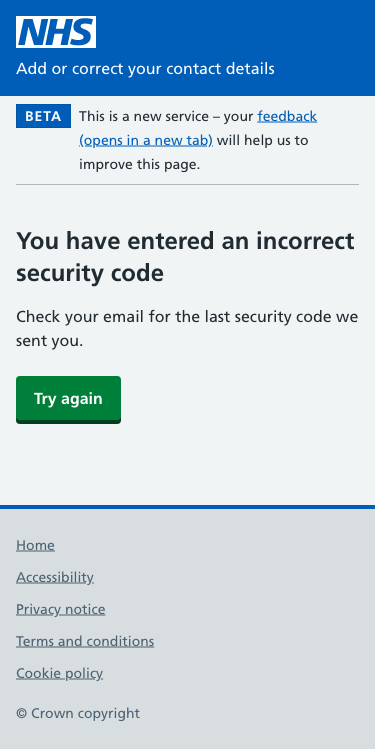 NHS
Add or correct your contact details
BETA
This is a new service – your feedback
(opens in a new tab) will help us to
improve this page.
You have entered an incorrect
security code
Check your email for the last security code we
sent you.
Try again
Home
Accessibility
Privacy notice
Terms and conditions
Cookie policy
© Crown copyright